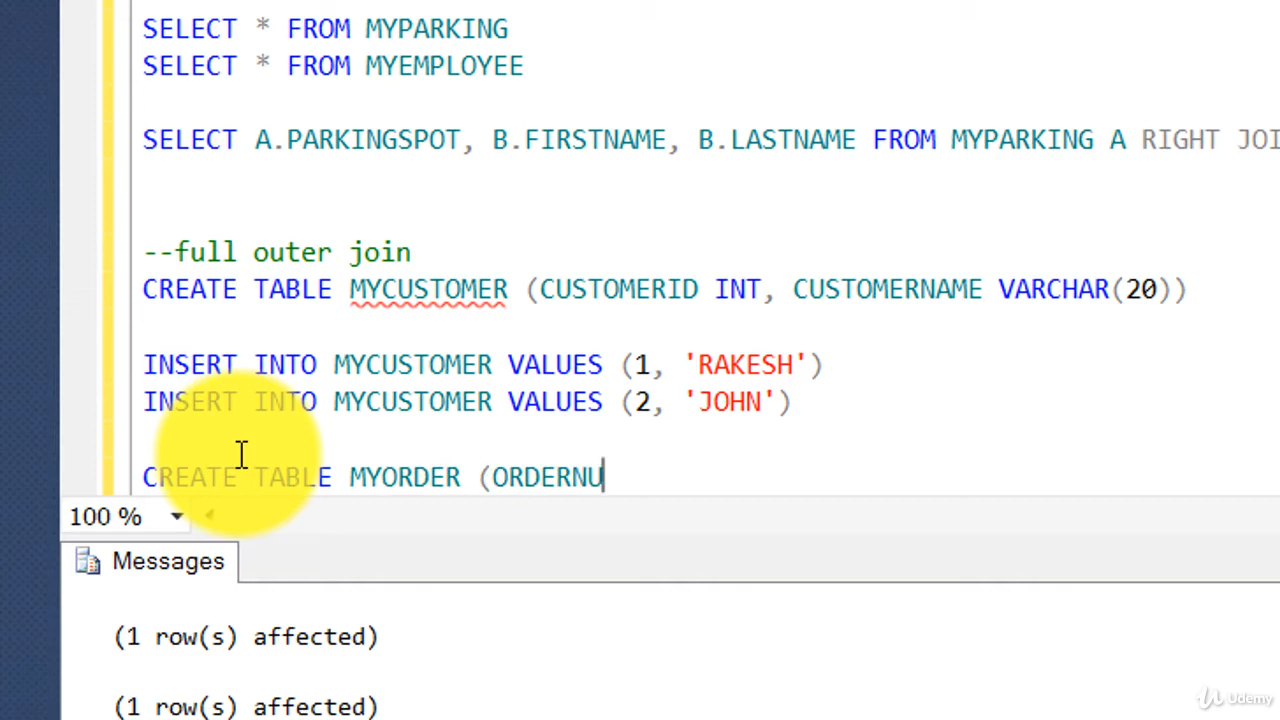 SELECT * FROM MYPARKING
SELECT * FROM MYEMPLOYEE
SELECT A.PARKINGSPOT, B.FIRSTNAME, B.LASTNAME FROM MYPARKING A RIGHT JOI
--full outer join
CREATE TABLE MYCUSTOMER (CUSTOMERID INT, CUSTOMERNAME VARCHAR(20))
INSERT INTO MYCUSTOMER VALUES (1, 'RAKESH')
INSERT INTO MYCUSTOMER VALUES (2, 'JOHN')
CREATE TABLE MYORDER (ORDERNU
100 %
Messages
(1 row(s) affected)
(1 row(s) affected)
Udemy